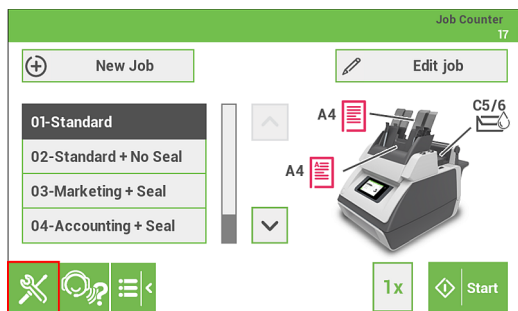 Job Counter
17
New Job
Edit job
01-Standard
02-Standard + No Seal
03-Marketing + Seal
04-Accounting + Seal
A4
C5/6
A4
A
?
1x
Start